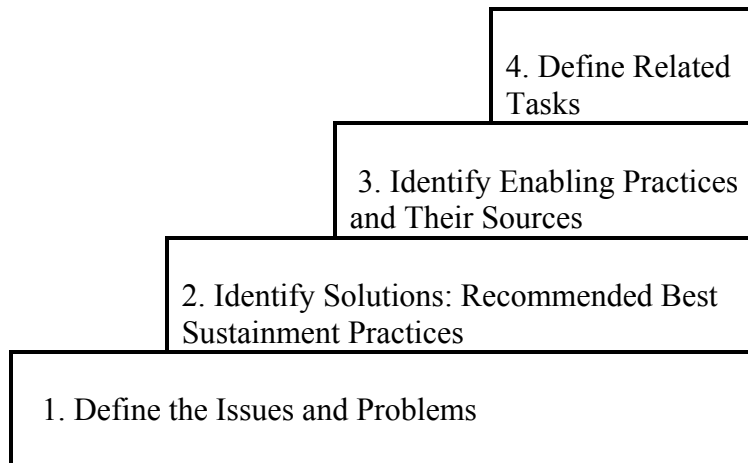 4. Define Related
Tasks
3. Identify Enabling Practices
and Their Sources
2. Identify Solutions: Recommended Best
Sustainment Practices
1. Define the Issues and Problems